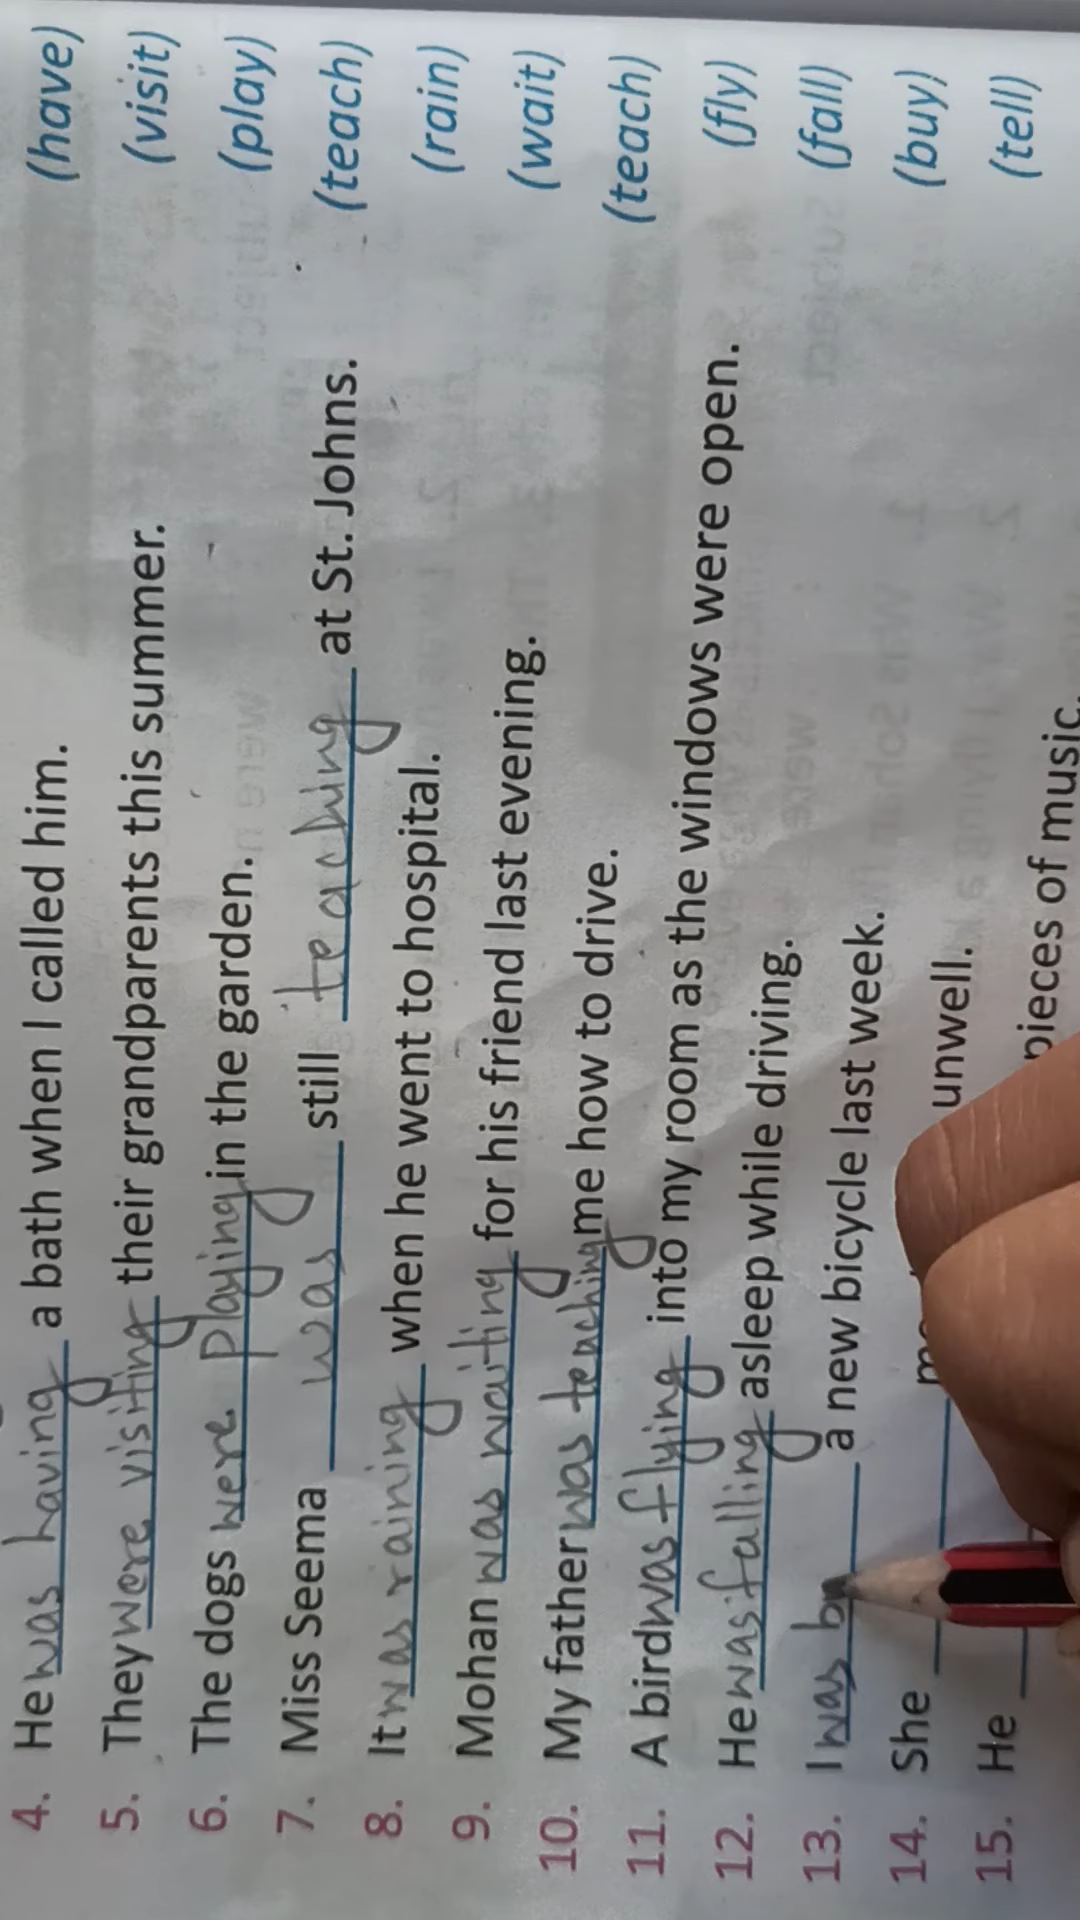 4. He was having a bath when I called him. (have)
5. They were visiting their grandparents this summer. (visit)
6. The dogs were playing in the garden. (play)
7. Miss Seema was still teaching at St. Johns. (teach)
8. It was raining when he went to hospital. (rain)
9. Mohan was waiting for his friend last evening. (wait)
10. My father was teaching me how to drive. (teach)
11. A bird was flying into my room as the windows were open. (fly)
12. He was falling asleep while driving. (fall)
13. I was b a new bicycle last week. (buy)
14. She unwell. (tell)
15. He pieces of music.